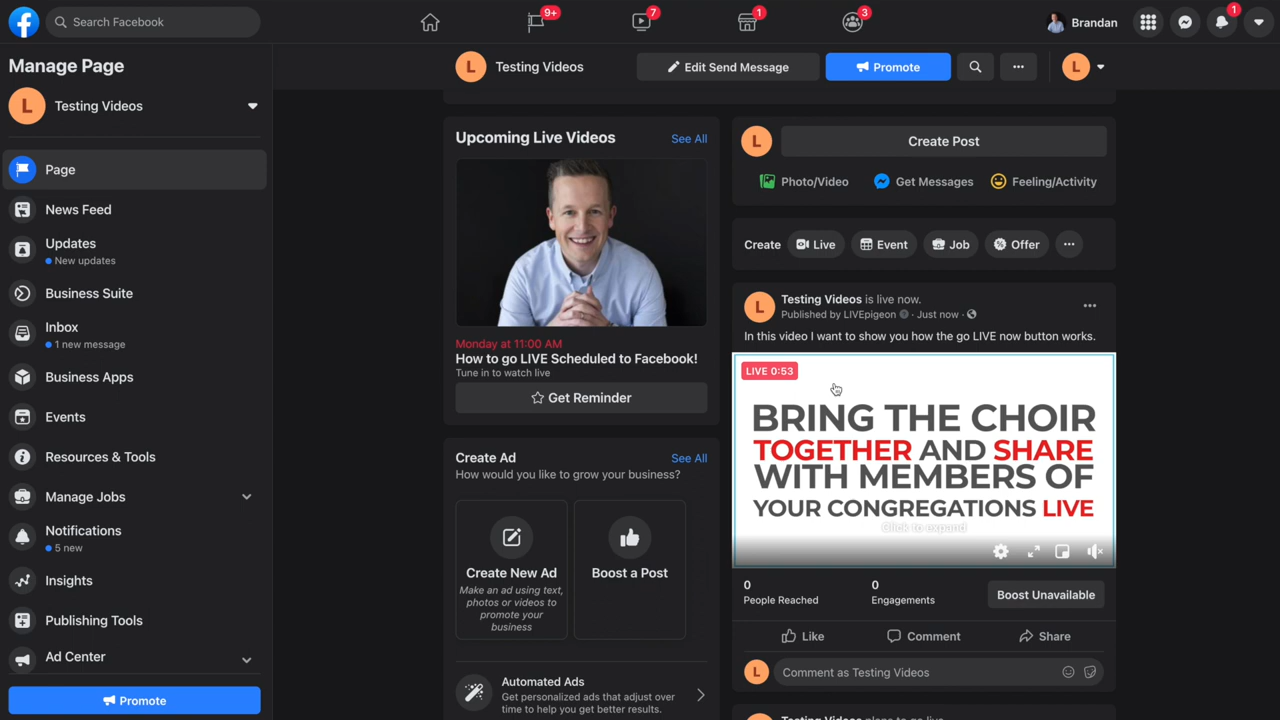 Search Facebook
9+
7
1
3
Brandan
1
Manage Page
L
Testing Videos
Page
News Feed
Updates
New updates
Business Suite
Inbox
1 new message
Business Apps
Events
Resources & Tools
Manage Jobs
Notifications
5 new
Insights
Publishing Tools
Ad Center
Promote
L
Testing Videos
Edit Send Message
Promote
L
Upcoming Live Videos
See All
Monday at 11:00 AM
How to go LIVE Scheduled to Facebook!
Tune in to watch live
Get Reminder
Create Ad
See All
How would you like to grow your business?
Create New Ad
Make an ad using text,
photos or videos to
promote your
business
Boost a Post
Automated Ads
Get personalized ads that adjust over
time to help you get better results.
L
Create Post
Photo/Video
Get Messages
Feeling/Activity
Create
Live
Event
Job
Offer
L
Testing Videos is live now.
Published by LIVEpigeon ? · Just now ·
In this video I want to show you how the go LIVE now button works.
LIVE 0:53
BRING THE CHOIR
TOGETHER AND SHARE
WITH MEMBERS OF
YOUR CONGREGATIONS LIVE
Click to expand
0
People Reached
0
Engagements
Boost Unavailable
Like
Comment
Share
L
Comment as Testing Videos
Testing Videos plans to go live